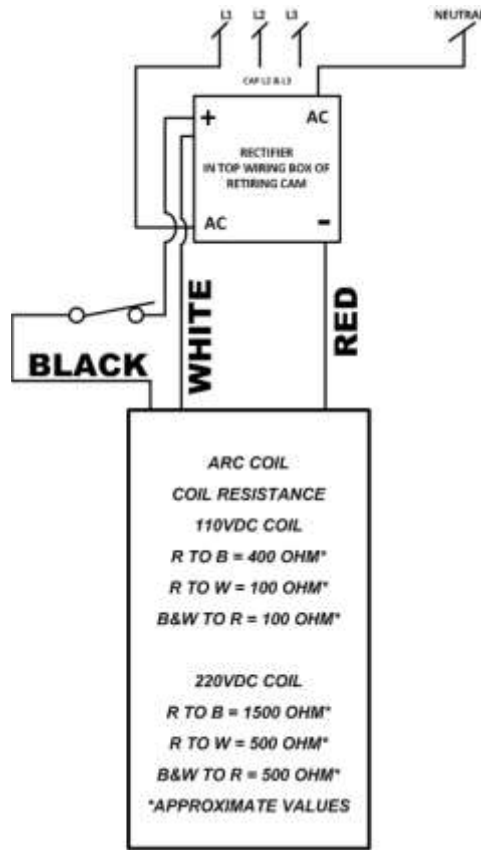 L1 L2 L3 NEUTRAL
CAP L2 & L3
+ AC
RECTIFIER
IN TOP WIRING BOX OF
RETIRING CAM
AC -
WHITE
RED
BLACK
ARC COIL
COIL RESISTANCE
110VDC COIL
R TO B = 400 OHM*
R TO W = 100 OHM*
B&W TO R = 100 OHM*
220VDC COIL
R TO B = 1500 OHM*
R TO W = 500 OHM*
B&W TO R = 500 OHM*
*APPROXIMATE VALUES